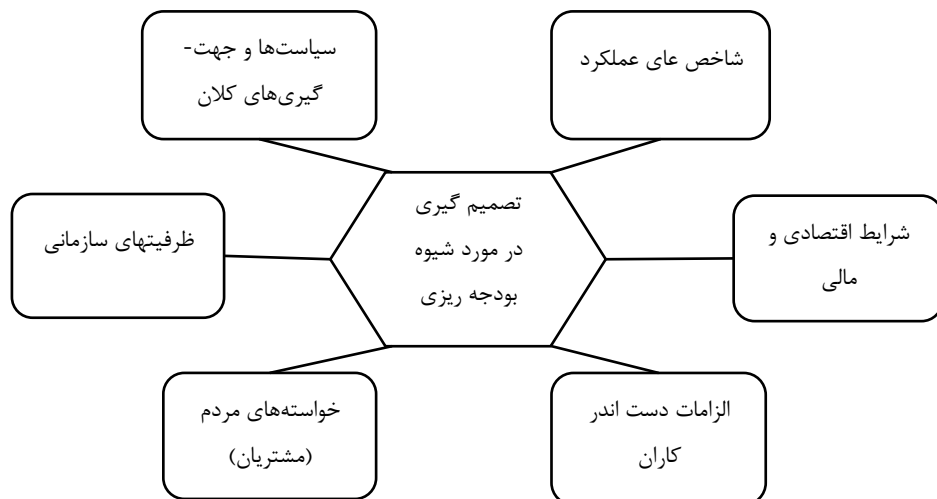 شاخص عای عملکرد
سیاست‌ها و جهت-
گیری‌های کلان
تصمیم گیری
در مورد شیوه
بودجه ریزی
شرایط اقتصادی و
مالی
ظرفیتهای سازمانی
الزامات دست اندر
کاران
خواسته‌های مردم
(مشتریان)